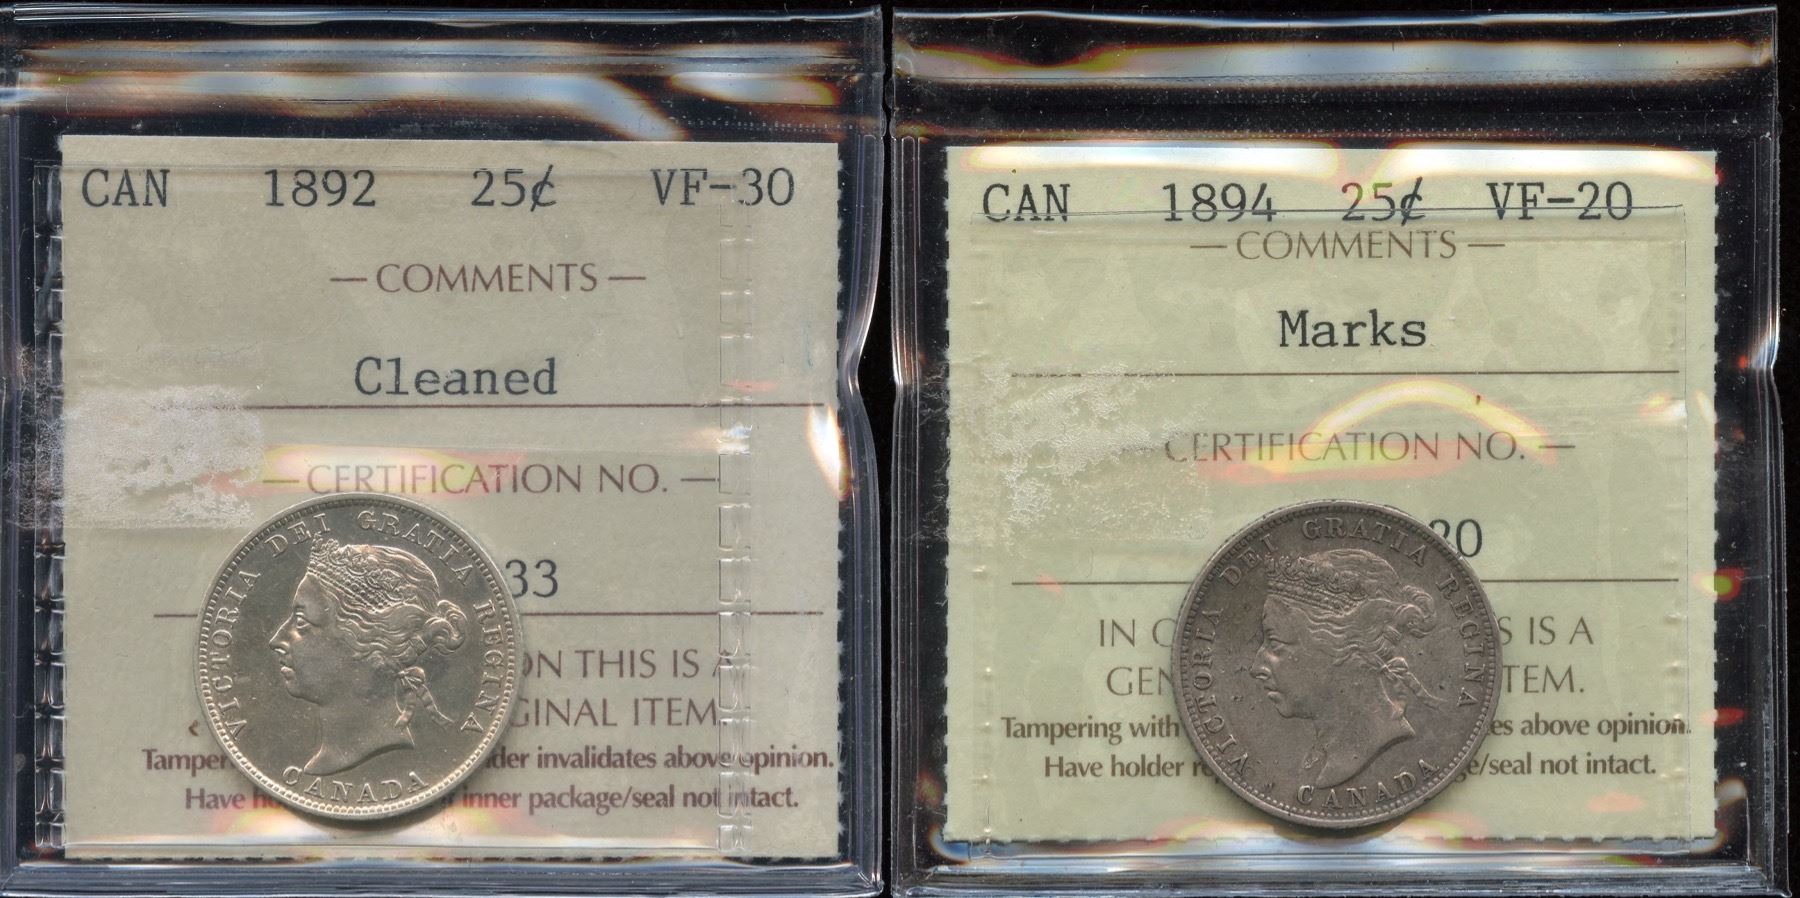 CAN 1892 25¢ VF-30
— COMMENTS —
Cleaned
— CERTIFICATION NO. —
33
ON THIS IS A
GINAL ITEM
Tamper der invalidates above opinion.
Have inner package/seal not intact.
VICTORIA DEI GRATIA REGINA
CANADA
CAN 1894 25¢ VF-20
— COMMENTS —
Marks
CERTIFICATION NO. —
20
IN S IS A
GEN TEM.
Tampering with es above opinion.
Have holder e/seal not intact.
VICTORIA DEI GRATIA REGINA
CANADA